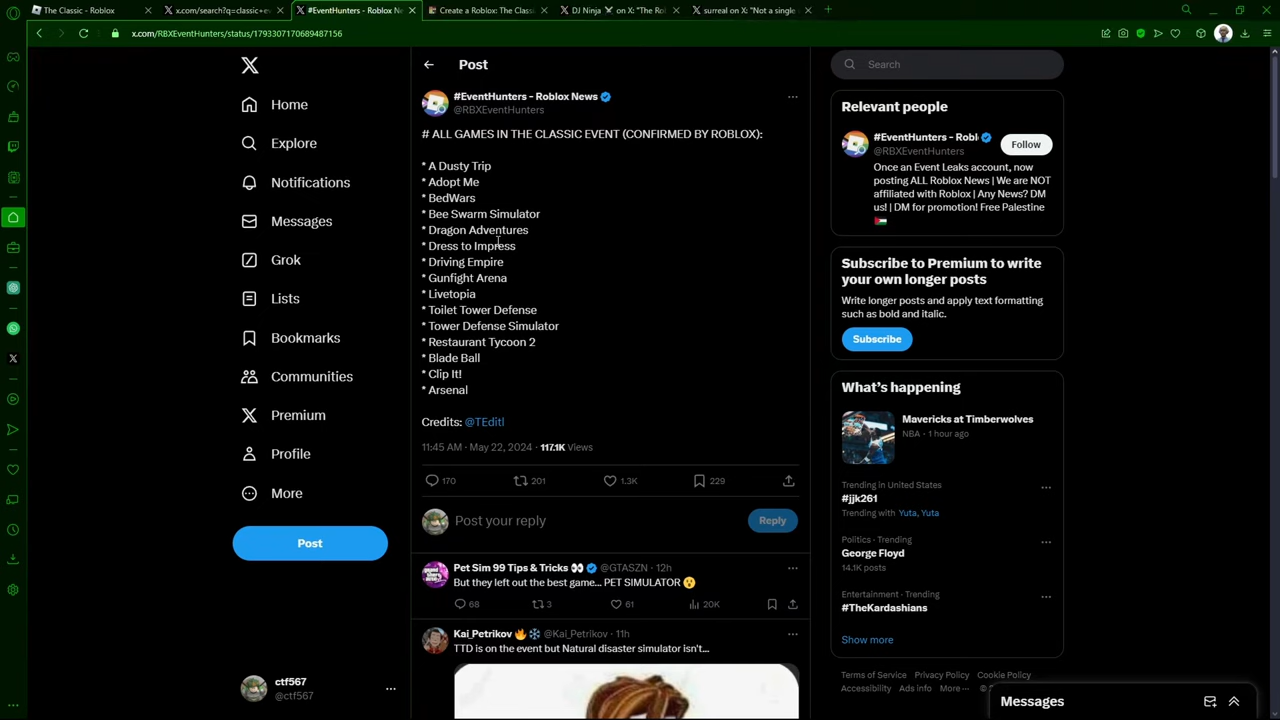 The Classic - Roblox
x.com/search?q=classic+ev
#EventHunters - Roblox Ne
Create a Roblox: The Classi
DJ Ninja on X: "The Ro
surreal on X: "Not a single
x.com/RBXEventHunters/status/1793307170689487156
Home
Explore
Notifications
Messages
Grok
Lists
Bookmarks
Communities
Premium
Profile
More
Post
ctf567
@ctf567
Post
#EventHunters - Roblox News
@RBXEventHunters
# ALL GAMES IN THE CLASSIC EVENT (CONFIRMED BY ROBLOX):
* A Dusty Trip
* Adopt Me
* BedWars
* Bee Swarm Simulator
* Dragon Adventures
* Dress to Impress
* Driving Empire
* Gunfight Arena
* Livetopia
* Toilet Tower Defense
* Tower Defense Simulator
* Restaurant Tycoon 2
* Blade Ball
* Clip It!
* Arsenal
Credits: @TEditI
11:45 AM · May 22, 2024 · 117.1K Views
170 201 1.3K 229
Post your reply
Reply
Pet Sim 99 Tips & Tricks 👀 @GTASZN · 12h
But they left out the best game... PET SIMULATOR 😮
68 3 61 20K
Kai_Petrikov 🔥❄️ @Kai_Petrikov · 11h
TTD is on the event but Natural disaster simulator isn't...
Search
Relevant people
#EventHunters - Robl
@RBXEventHunters
Follow
Once an Event Leaks account, now
posting ALL Roblox News | We are NOT
affiliated with Roblox | Any News? DM
us! | DM for promotion! Free Palestine
🇵🇸
Subscribe to Premium to write
your own longer posts
Write longer posts and apply text formatting
such as bold and italic.
Subscribe
What's happening
Mavericks at Timberwolves
NBA · 1 hour ago
Trending in United States
#jjk261
Trending with Yuta, Yuta
Politics · Trending
George Floyd
14.1K posts
Entertainment · Trending
#TheKardashians
Show more
Terms of Service Privacy Policy Cookie Policy
Accessibility Ads info More ···
Messages